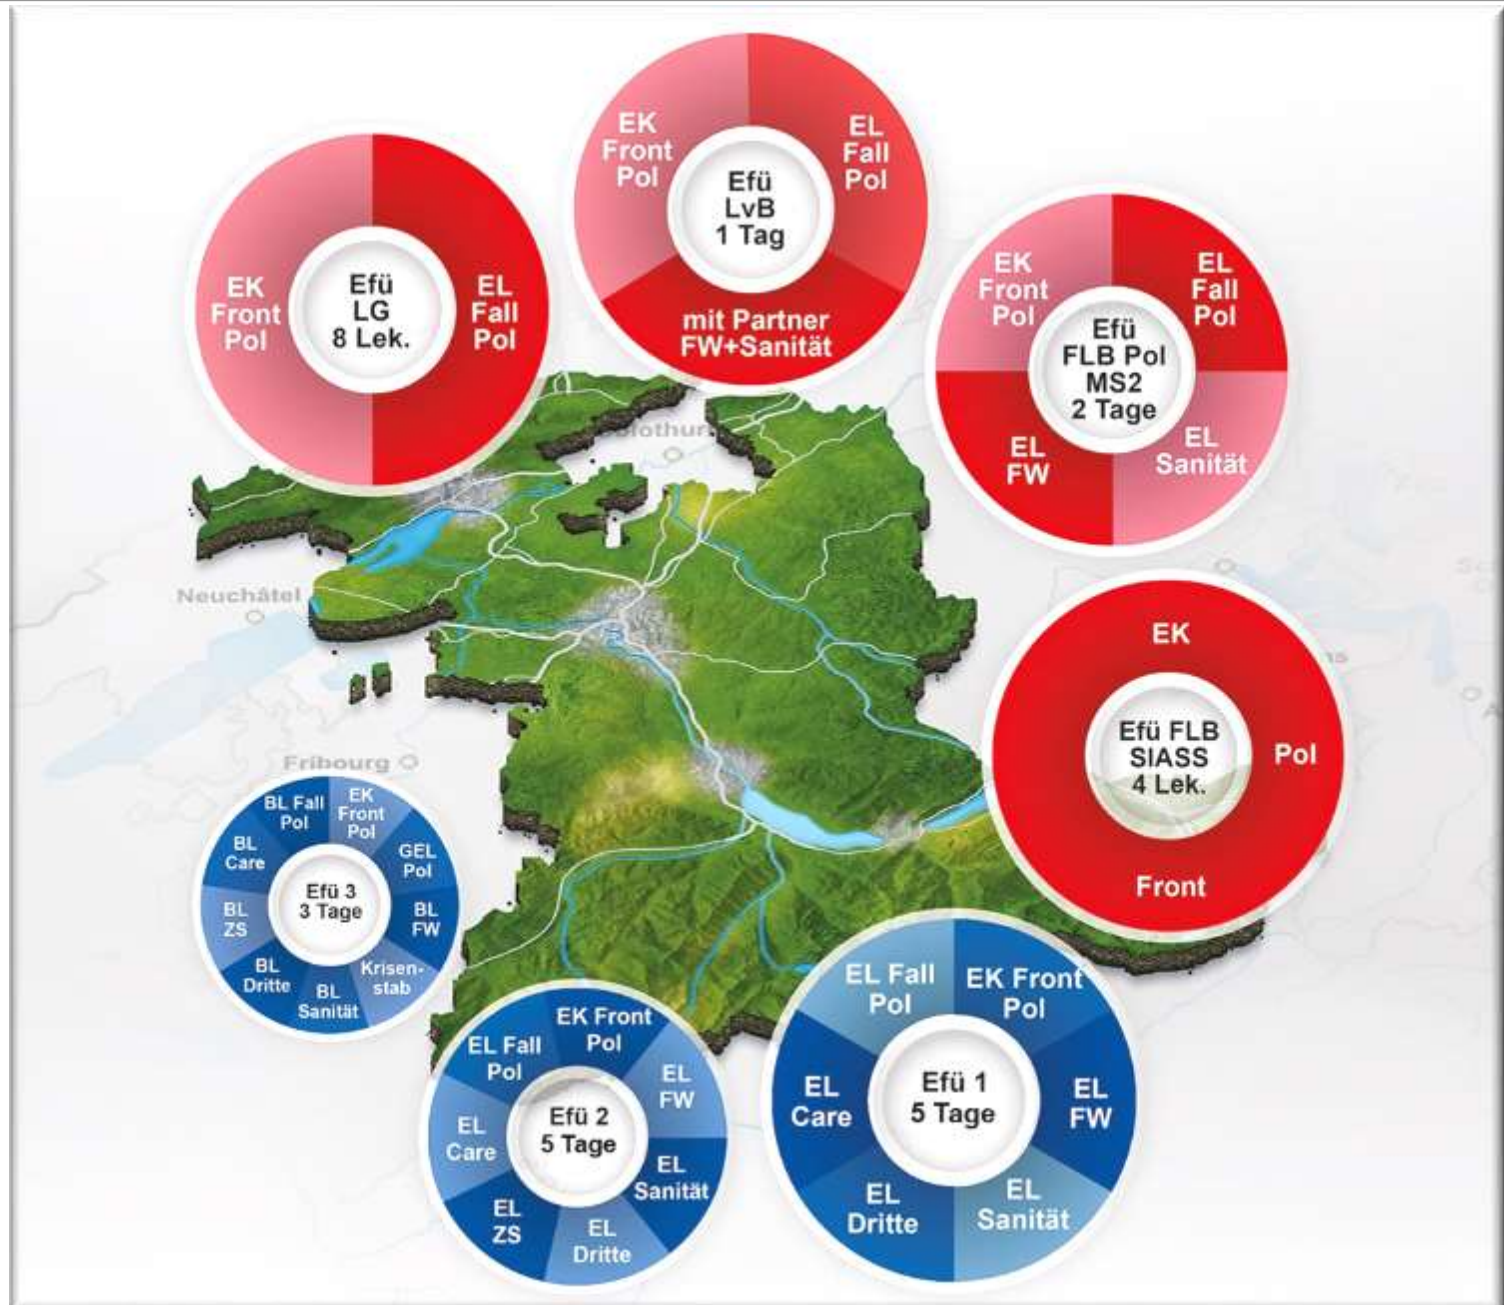 EK
Front
Pol
Efü
LG
8 Lek.
EL
Fall
Pol
EK
Front
Pol
Efü
LvB
1 Tag
EL
Fall
Pol
mit Partner
FW+Sanität
EK
Front
Pol
EL
Fall
Pol
Efü
FLB Pol
MS2
2 Tage
EL
FW
EL
Sanität
EK
Efü FLB
SIASS
4 Lek.
Pol
Front
Neuchâtel
Fribourg
BL Fall
Pol
EK
Front
Pol
BL
Care
GEL
Pol
Efü 3
3 Tage
BL
ZS
BL
FW
BL
Dritte
BL
Sanität
Krisen-
stab
EL Fall
Pol
EK Front
Pol
EL
FW
EL
Care
Efü 2
5 Tage
EL
Sanität
EL
ZS
EL
Dritte
EL Fall
Pol
EK Front
Pol
EL
Care
Efü 1
5 Tage
EL
FW
EL
Dritte
EL
Sanität